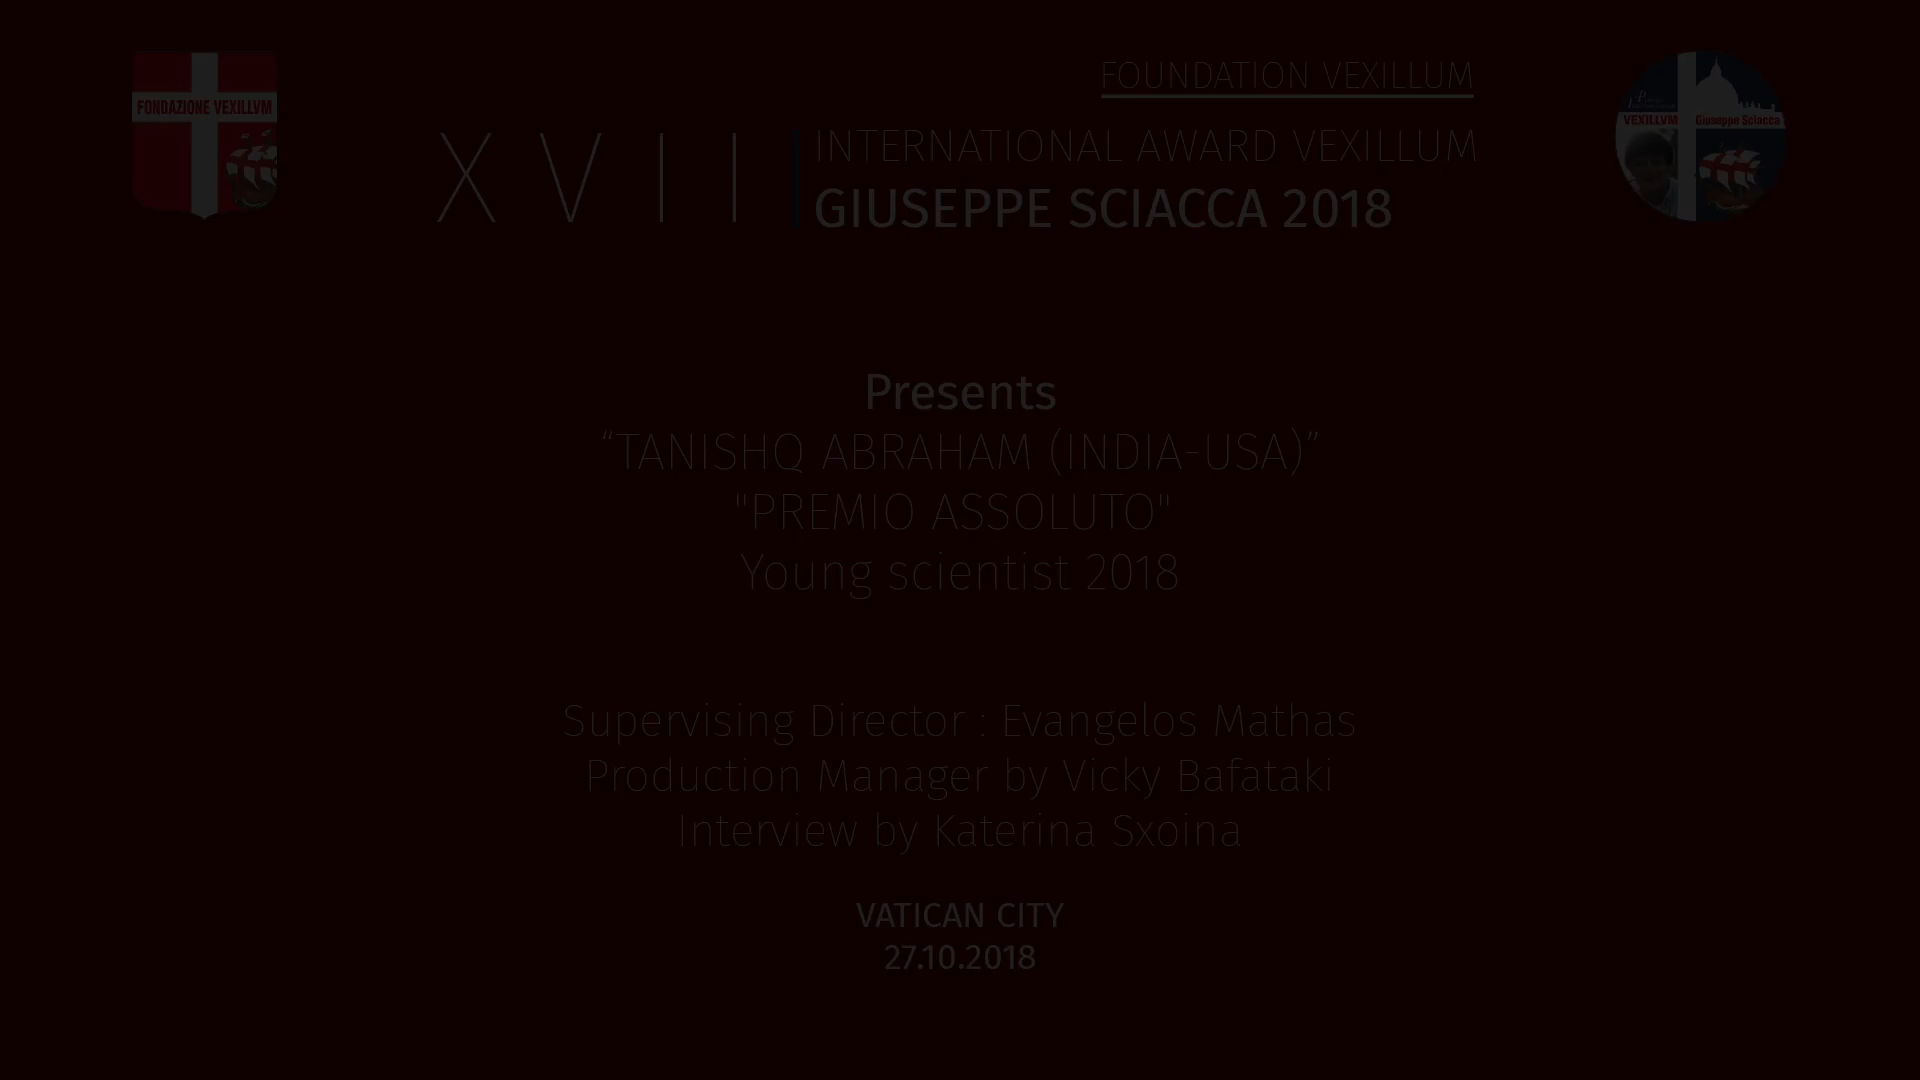 FONDAZIONE VEXILLVM
FOUNDATION VEXILLUM
XVII
INTERNATIONAL AWARD VEXILLUM
GIUSEPPE SCIACCA 2018
VEXILLVM Giuseppe Sciacca
Presents
“TANISHQ ABRAHAM (INDIA-USA)”
"PREMIO ASSOLUTO"
Young scientist 2018
Supervising Director : Evangelos Mathas
Production Manager by Vicky Bafataki
Interview by Katerina Sxoina
VATICAN CITY
27.10.2018